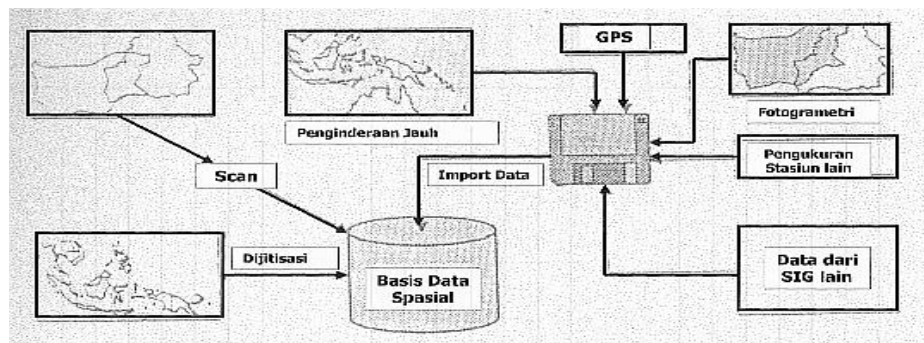 GPS
Penginderaan Jauh
Fotogrametri
Scan
Import Data
Pengukuran
Stasiun lain
Dijitisasi
Basis Data
Spasial
Data dari
SIG lain